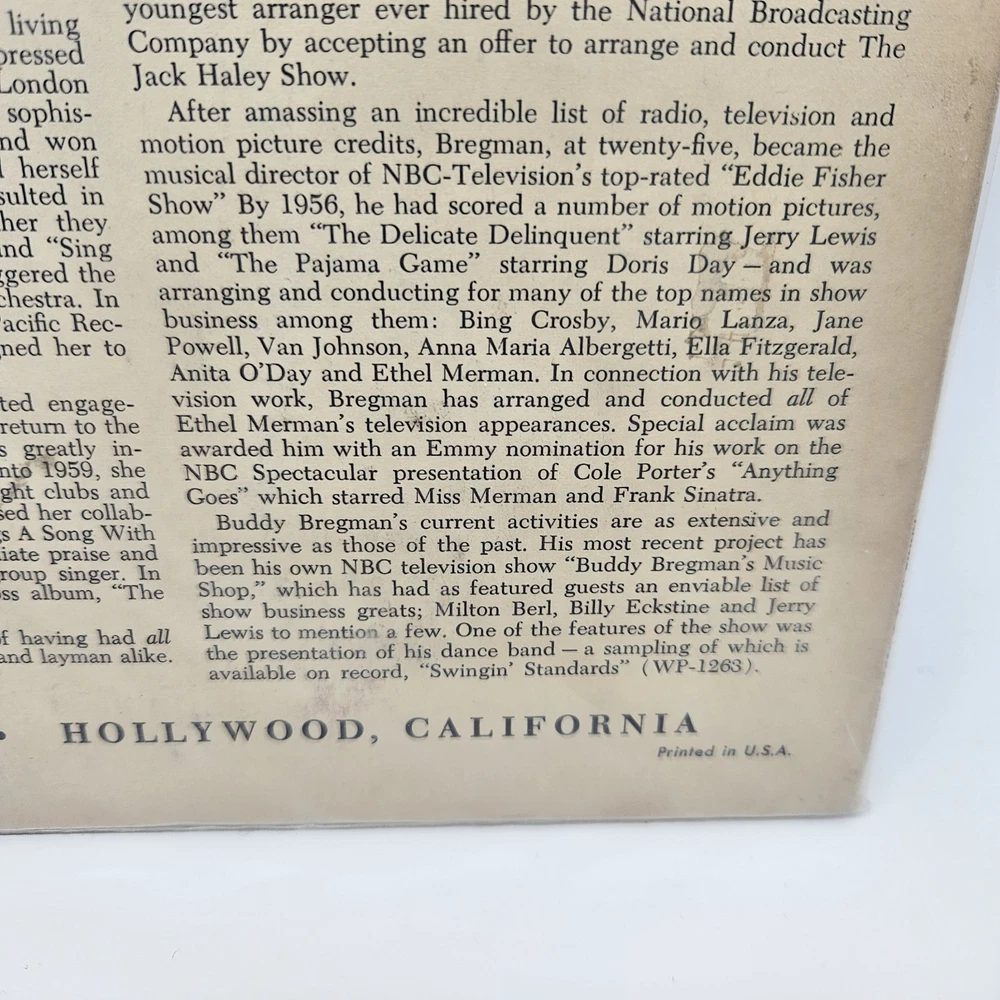 living
pressed
London
sophis-
nd won
herself
sulted in
her they
nd “Sing
ggered the
chestra. In
acific Rec-
ned her to
ted engage-
return to the
s greatly in-
nto 1959, she
ght clubs and
sed her collab-
s A Song With
iate praise and
roup singer. In
ss album, “The
f having had all
and layman alike.
youngest arranger ever hired by the National Broadcasting
Company by accepting an offer to arrange and conduct The
Jack Haley Show.
After amassing an incredible list of radio, television and
motion picture credits, Bregman, at twenty-five, became the
musical director of NBC-Television’s top-rated “Eddie Fisher
Show” By 1956, he had scored a number of motion pictures,
among them “The Delicate Delinquent” starring Jerry Lewis
and “The Pajama Game” starring Doris Day — and was
arranging and conducting for many of the top names in show
business among them: Bing Crosby, Mario Lanza, Jane
Powell, Van Johnson, Anna Maria Albergetti, Ella Fitzgerald,
Anita O’Day and Ethel Merman. In connection with his tele-
vision work, Bregman has arranged and conducted all of
Ethel Merman’s television appearances. Special acclaim was
awarded him with an Emmy nomination for his work on the
NBC Spectacular presentation of Cole Porter’s “Anything
Goes” which starred Miss Merman and Frank Sinatra.
Buddy Bregman’s current activities are as extensive and
impressive as those of the past. His most recent project has
been his own NBC television show “Buddy Bregman’s Music
Shop,” which has had as featured guests an enviable list of
show business greats; Milton Berl, Billy Eckstine and Jerry
Lewis to mention a few. One of the features of the show was
the presentation of his dance band — a sampling of which is
available on record, “Swingin’ Standards” (WP-1263).
HOLLYWOOD, CALIFORNIA
Printed in U.S.A.